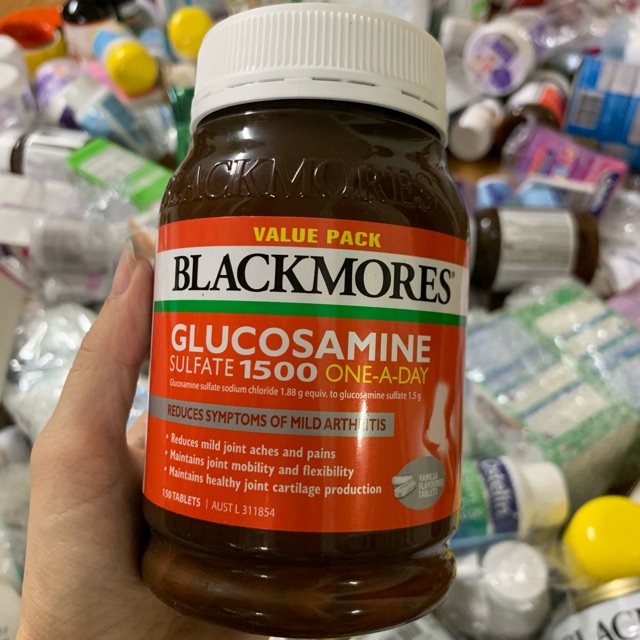 BLACKMORES
VALUE PACK
BLACKMORES®
GLUCOSAMINE
SULFATE 1500 ONE-A-DAY
Glucosamine sulfate sodium chloride 1.88 g equiv. to glucosamine sulfate 1.5 g
REDUCES SYMPTOMS OF MILD ARTHRITIS
• Reduces mild joint aches and pains
• Maintains joint mobility and flexibility
• Maintains healthy joint cartilage production
VANILLA
FLAVOURED
TABLETS
150 TABLETS | AUST L 311854